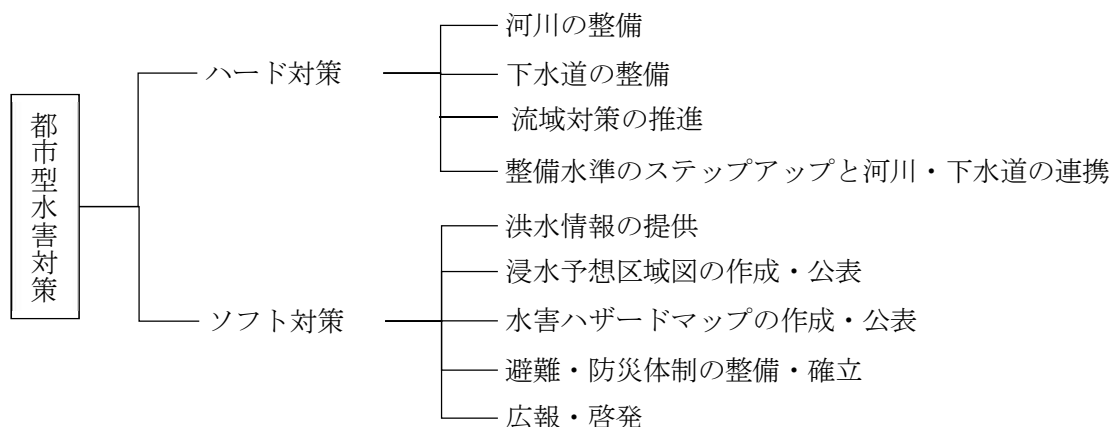 都市型水害対策
ハード対策
河川の整備
下水道の整備
流域対策の推進
整備水準のステップアップと河川・下水道の連携
ソフト対策
洪水情報の提供
浸水予想区域図の作成・公表
水害ハザードマップの作成・公表
避難・防災体制の整備・確立
広報・啓発